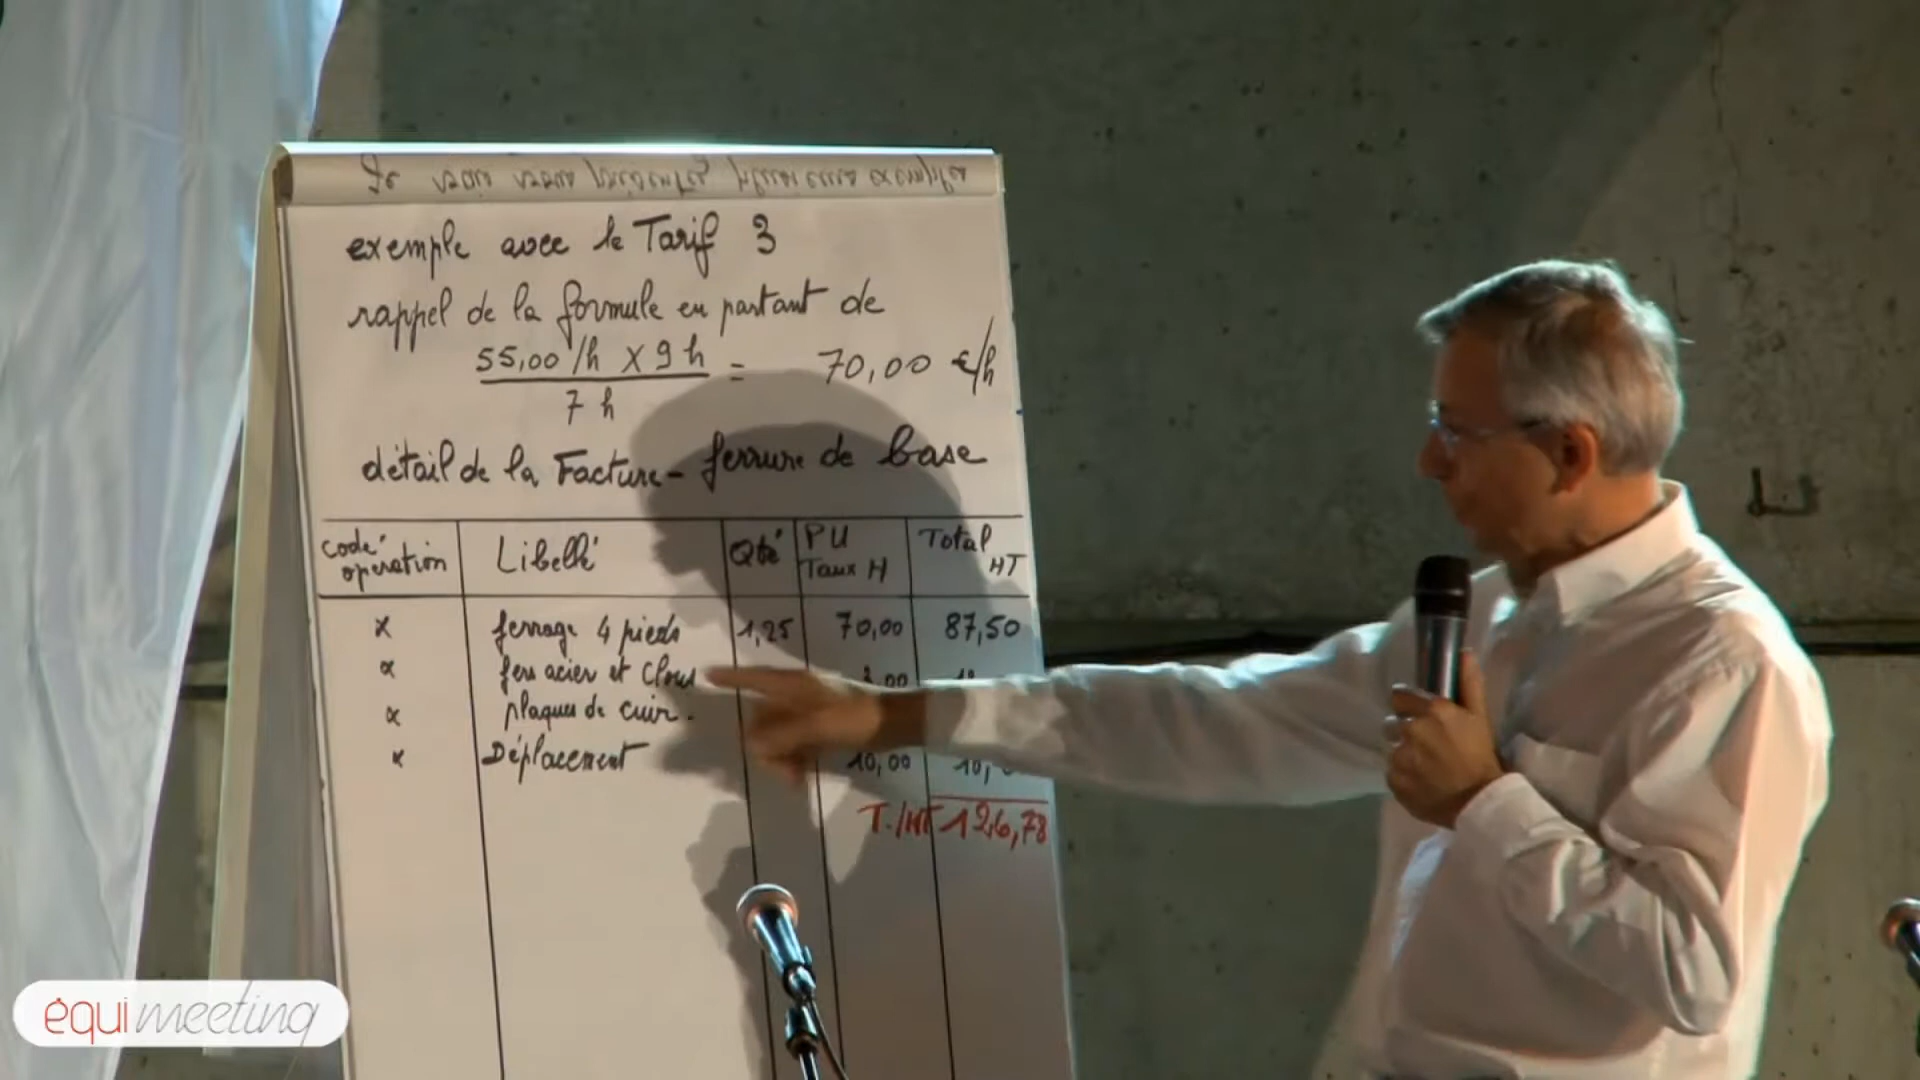 exemple avec le Tarif 3
rappel de la formule en partant de
55,00/h x 9 h = 70,00 €/h
7 h
détail de la Facture - ferrure de base
Code opération Libellé Qté PU Taux H Total HT
x ferrage 4 pieds 1,25 70,00 87,50
x fers acier et clous
x plaques de cuir.
x Déplacement 10,00
T./HT 126,78
équimeeting